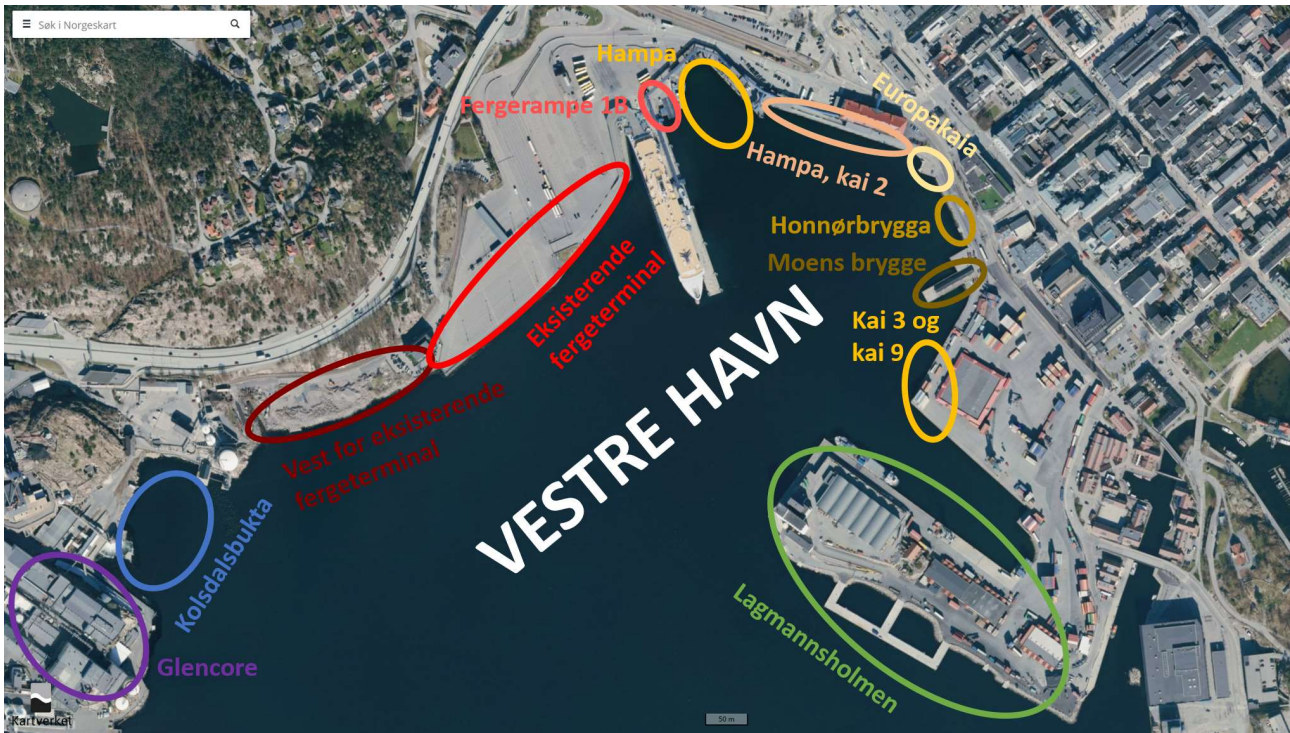 Søk i Norgeskart
Hampa
Fergerampe 1B
Europakaia
Hampa, kai 2
Honnørbrygga
Moens brygge
Kai 3 og
kai 9
Eksisterende
fergeterminal
VESTRE HAVN
Vest for eksisterende
fergeterminal
Kolsdalsbukta
Lagmannsholmen
Glencore
Kartverket
50 m